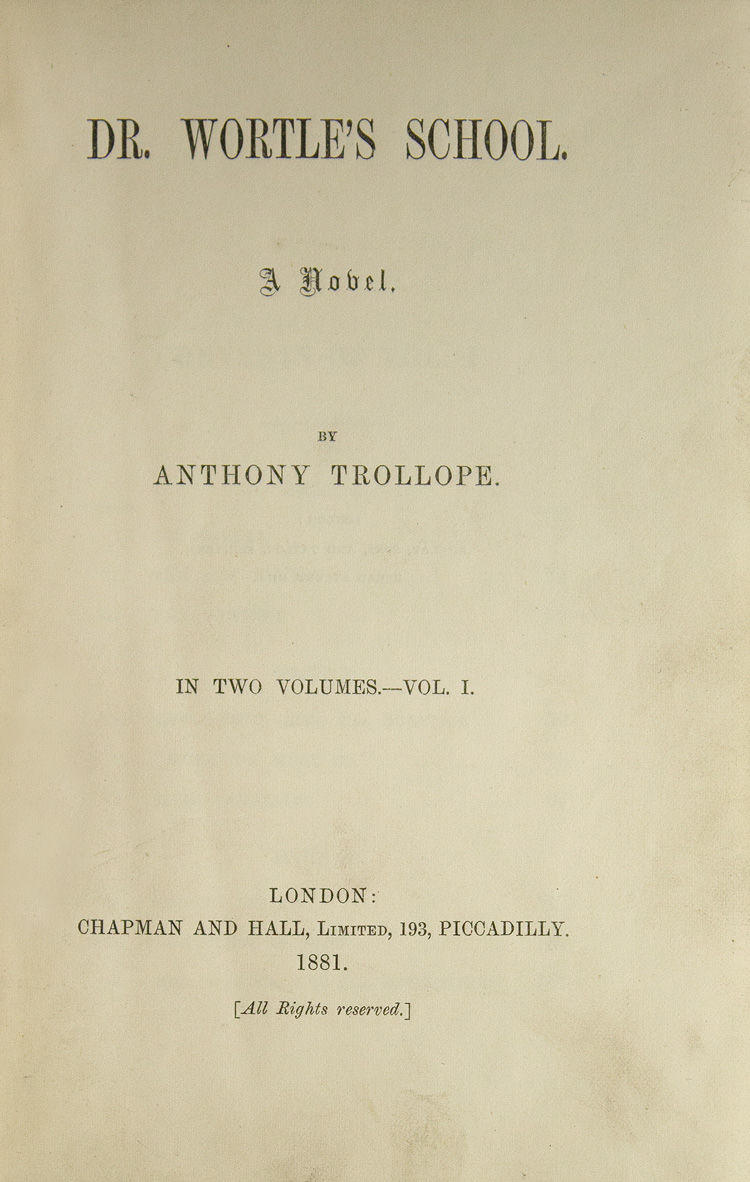 DR. WORTLE'S SCHOOL.
A Novel.
BY
ANTHONY TROLLOPE.
IN TWO VOLUMES.—VOL. I.
LONDON:
CHAPMAN AND HALL, LIMITED, 193, PICCADILLY.
1881.
[All Rights reserved.]